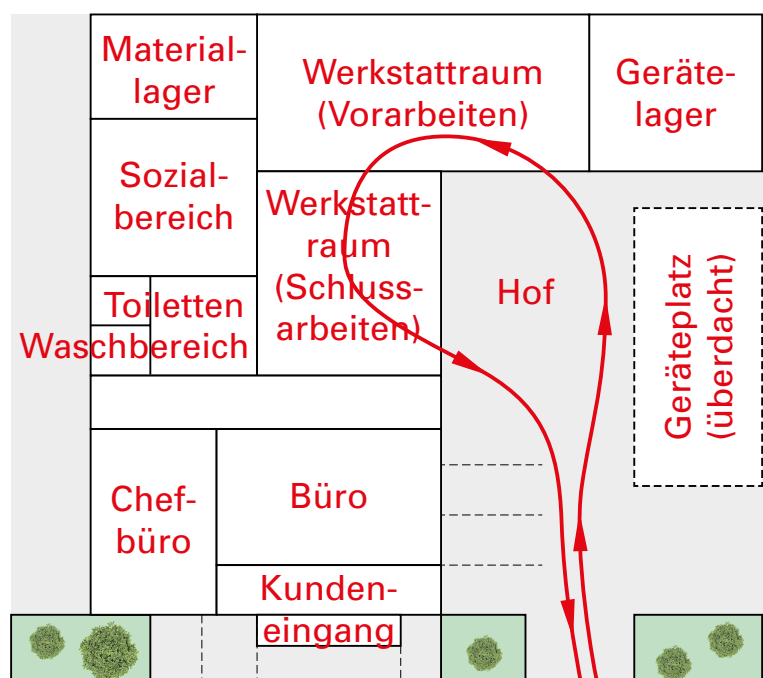 Material-
lager
Werkstattraum
(Vorarbeiten)
Geräte-
lager
Sozial-
bereich
Werkstatt-
raum
(Schluss-
arbeiten)
Hof
Geräteplatz
(überdacht)
Toiletten
Waschbereich
Chef-
büro
Büro
Kunden-
eingang